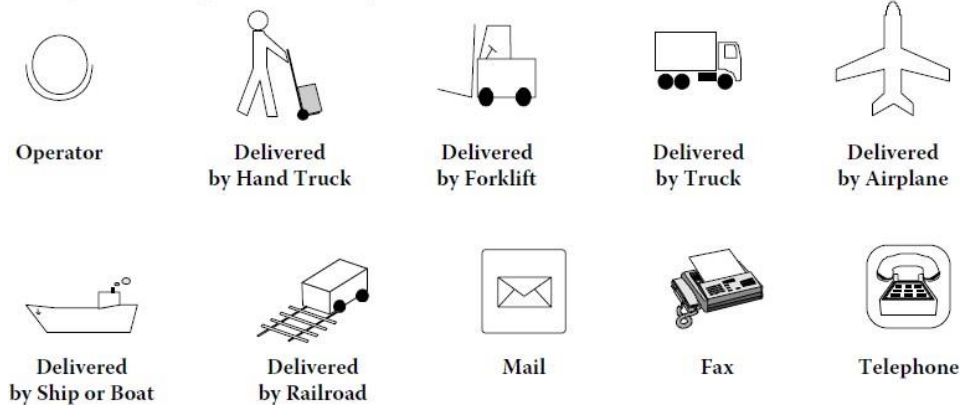 Operator
Delivered
by Hand Truck
Delivered
by Forklift
Delivered
by Truck
Delivered
by Airplane
Delivered
by Ship or Boat
Delivered
by Railroad
Mail
Fax
Telephone